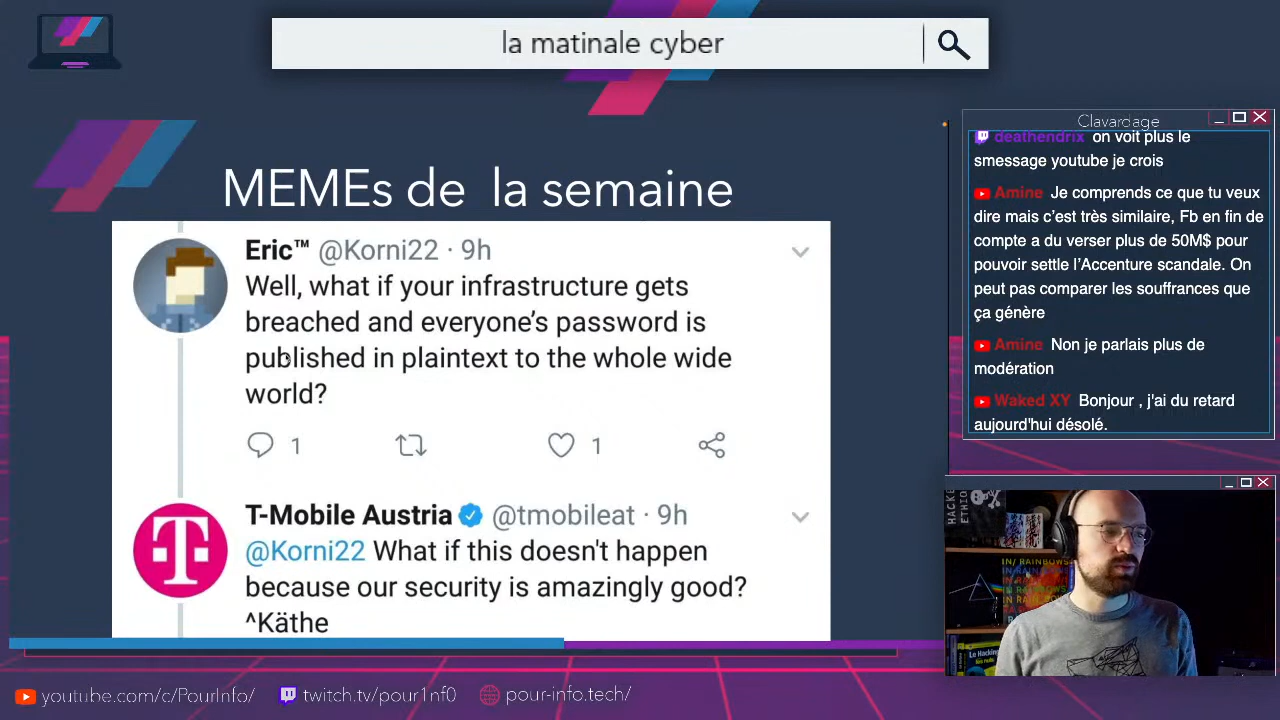 la matinale cyber
MEMEs de la semaine
Eric™ @Korni22 · 9h
Well, what if your infrastructure gets
breached and everyone's password is
published in plaintext to the whole wide
world?
1
1
T-Mobile Austria @tmobileat · 9h
@Korni22 What if this doesn't happen
because our security is amazingly good?
^Käthe
Clavardage
deathendrix on voit plus le
smessage youtube je crois
Amine Je comprends ce que tu veux
dire mais c'est très similaire, Fb en fin de
compte a du verser plus de 50M$ pour
pouvoir settle l'Accenture scandale. On
peut pas comparer les souffrances que
ça génère
Amine Non je parlais plus de
modération
Waked XY Bonjour , j'ai du retard
aujourd'hui désolé.
HACKE
ETHIO
IN/ RAINBOWS
Le Hacking
youtube.com/c/PourInfo/
twitch.tv/pour1nf0
pour-info.tech/